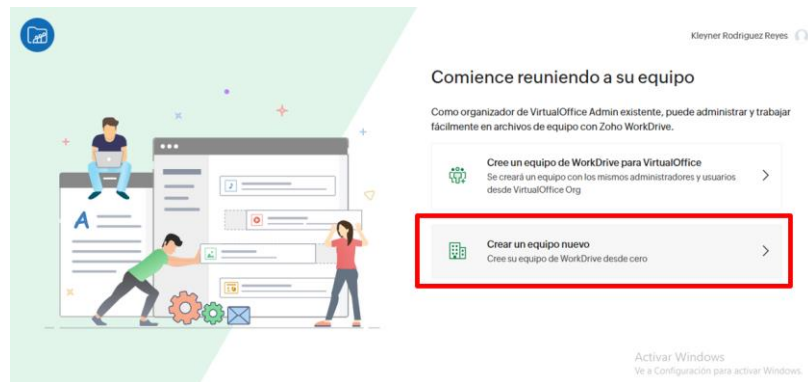 Kleyner Rodriguez Reyes
Comience reuniendo a su equipo
Como organizador de VirtualOffice Admin existente, puede administrar y trabajar
fácilmente en archivos de equipo con Zoho WorkDrive.
Cree un equipo de WorkDrive para VirtualOffice
Se creará un equipo con los mismos administradores y usuarios
desde VirtualOffice Org
Crear un equipo nuevo
Cree su equipo de WorkDrive desde cero
A
Activar Windows
Ve a Configuración para activar Windows.